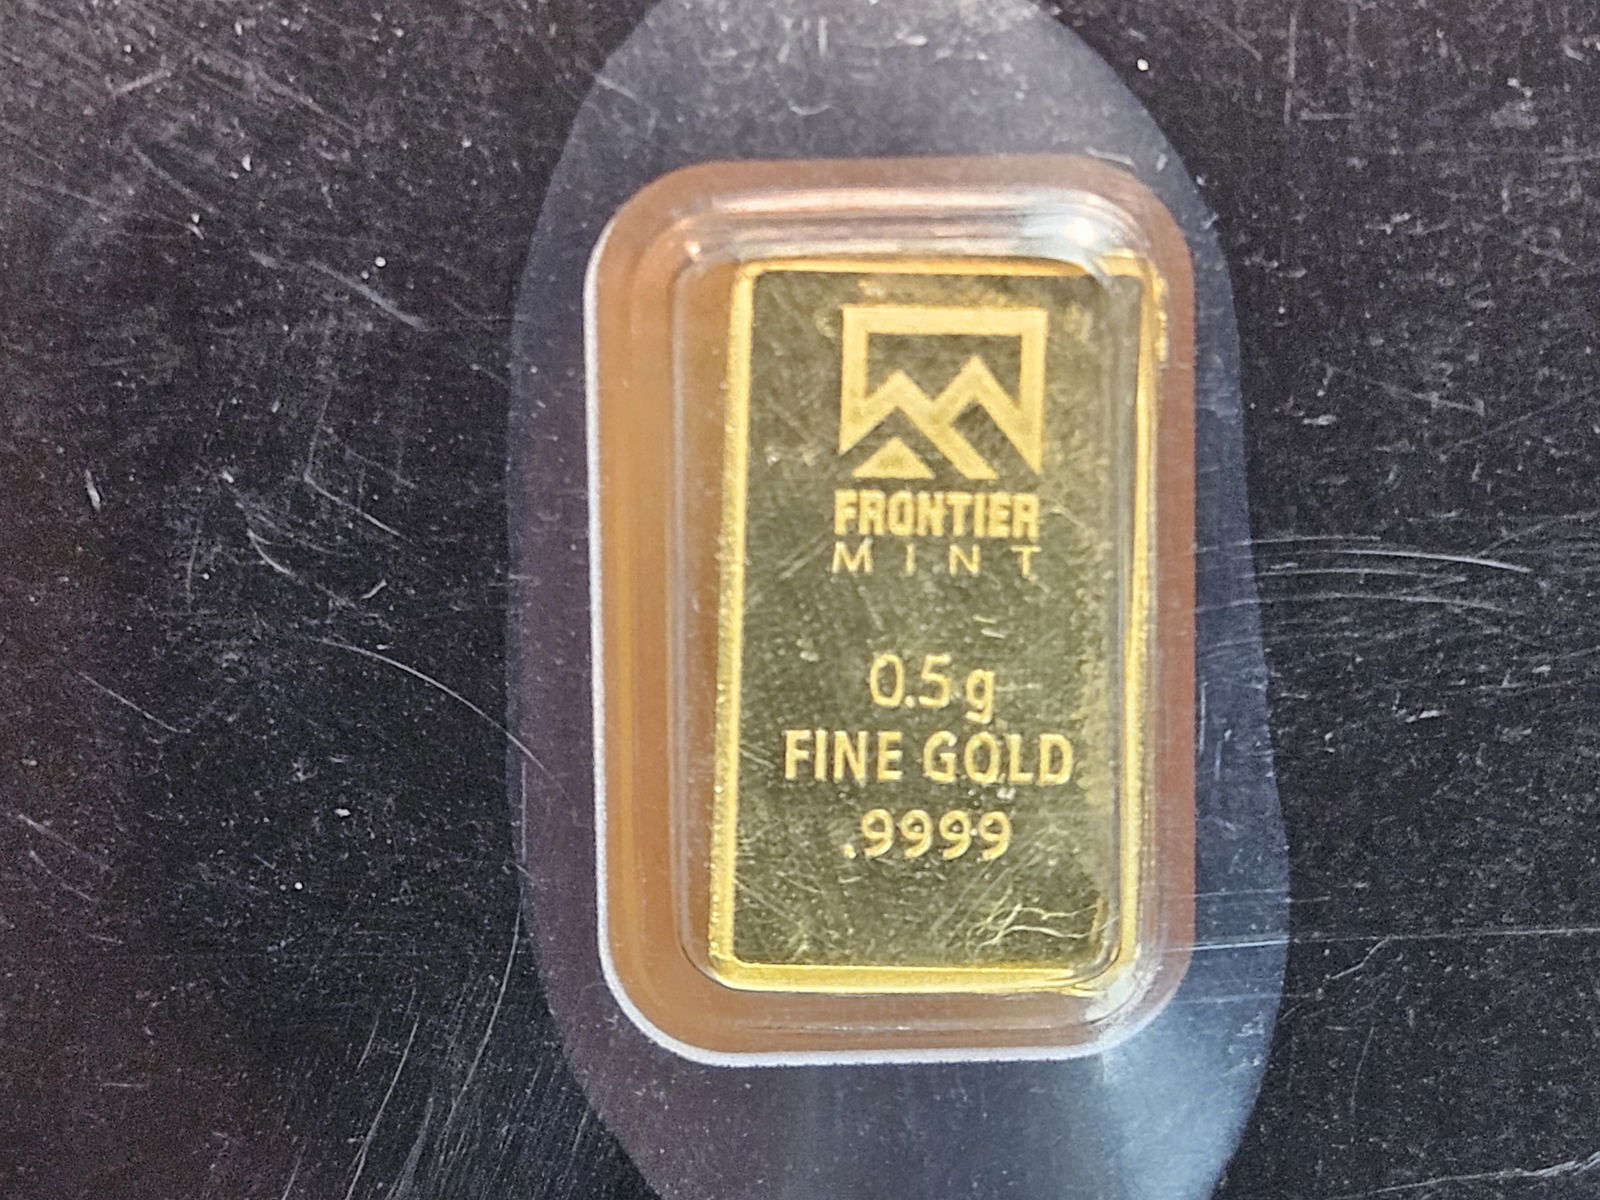 FRONTIER
MINT
0.5g
FINE GOLD
.9999